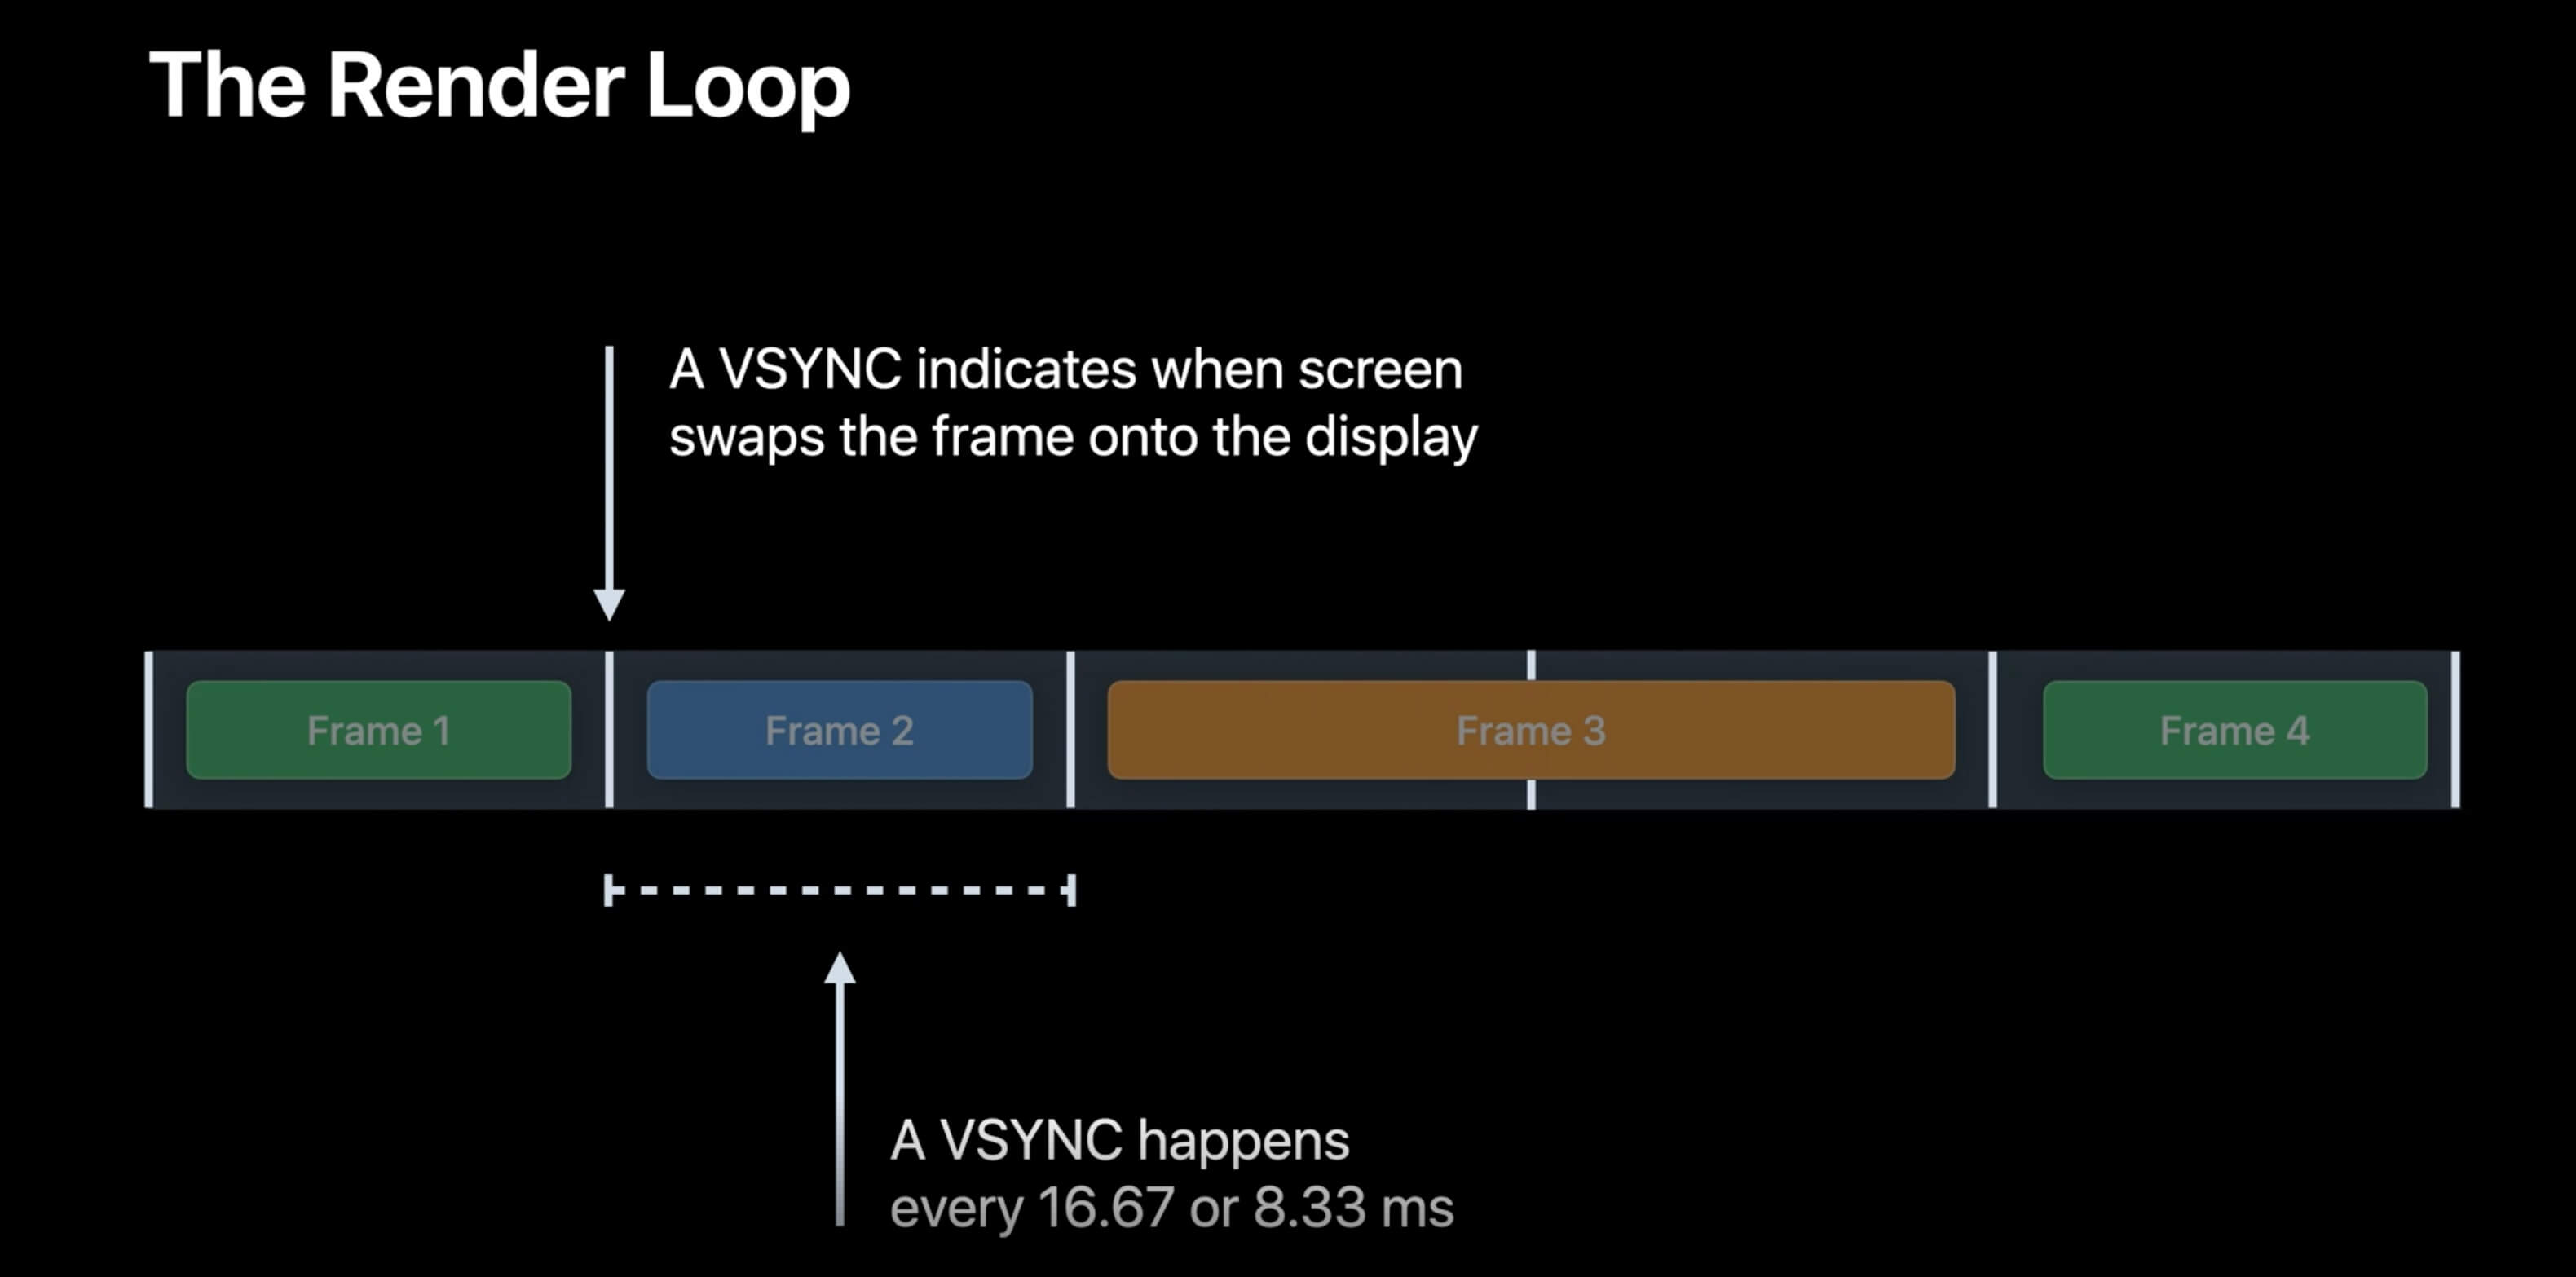 The Render Loop
A VSYNC indicates when screen
swaps the frame onto the display
Frame 1
Frame 2
Frame 3
Frame 4
A VSYNC happens
every 16.67 or 8.33 ms